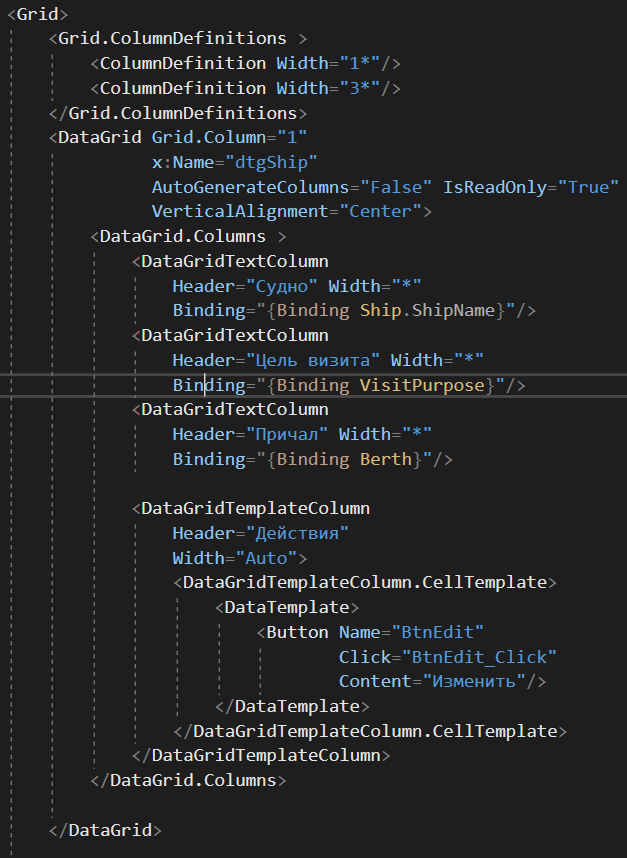 <Grid>
<Grid.ColumnDefinitions >
<ColumnDefinition Width="1*"/>
<ColumnDefinition Width="3*"/>
</Grid.ColumnDefinitions>
<DataGrid Grid.Column="1"
x:Name="dtgShip"
AutoGenerateColumns="False" IsReadOnly="True"
VerticalAlignment="Center">
<DataGrid.Columns >
<DataGridTextColumn
Header="Судно" Width="*"
Binding="{Binding Ship.ShipName}"/>
<DataGridTextColumn
Header="Цель визита" Width="*"
Binding="{Binding VisitPurpose}"/>
<DataGridTextColumn
Header="Причал" Width="*"
Binding="{Binding Berth}"/>
<DataGridTemplateColumn
Header="Действия"
Width="Auto">
<DataGridTemplateColumn.CellTemplate>
<DataTemplate>
<Button Name="BtnEdit"
Click="BtnEdit_Click"
Content="Изменить"/>
</DataTemplate>
</DataGridTemplateColumn.CellTemplate>
</DataGridTemplateColumn>
</DataGrid.Columns>
</DataGrid>